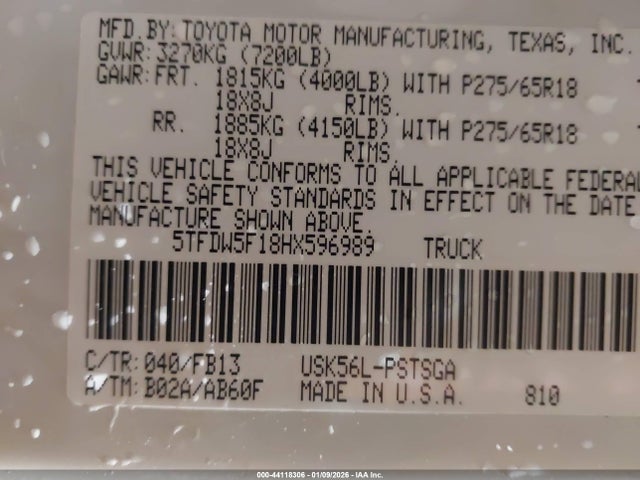 MFD.BY:TOYOTA MOTOR MANUFACTURING, TEXAS, INC.
GVWR:3270KG (7200LB)
GAWR:FRT. 1815KG (4000LB) WITH P275/65R18
18X8J RIMS.
RR. 1885KG (4150LB) WITH P275/65R18
18X8J RIMS.
THIS VEHICLE CONFORMS TO ALL APPLICABLE FEDERAL
VEHICLE SAFETY STANDARDS IN EFFECT ON THE DATE
MANUFACTURE SHOWN ABOVE.
5TFDW5F18HX596989 TRUCK
C/TR:040/FB13 USK56L-PSTSGA
A/TM:B02A/AB60F MADE IN U.S.A. 810
000-44118306 - 01/09/2026 - IAA Inc.